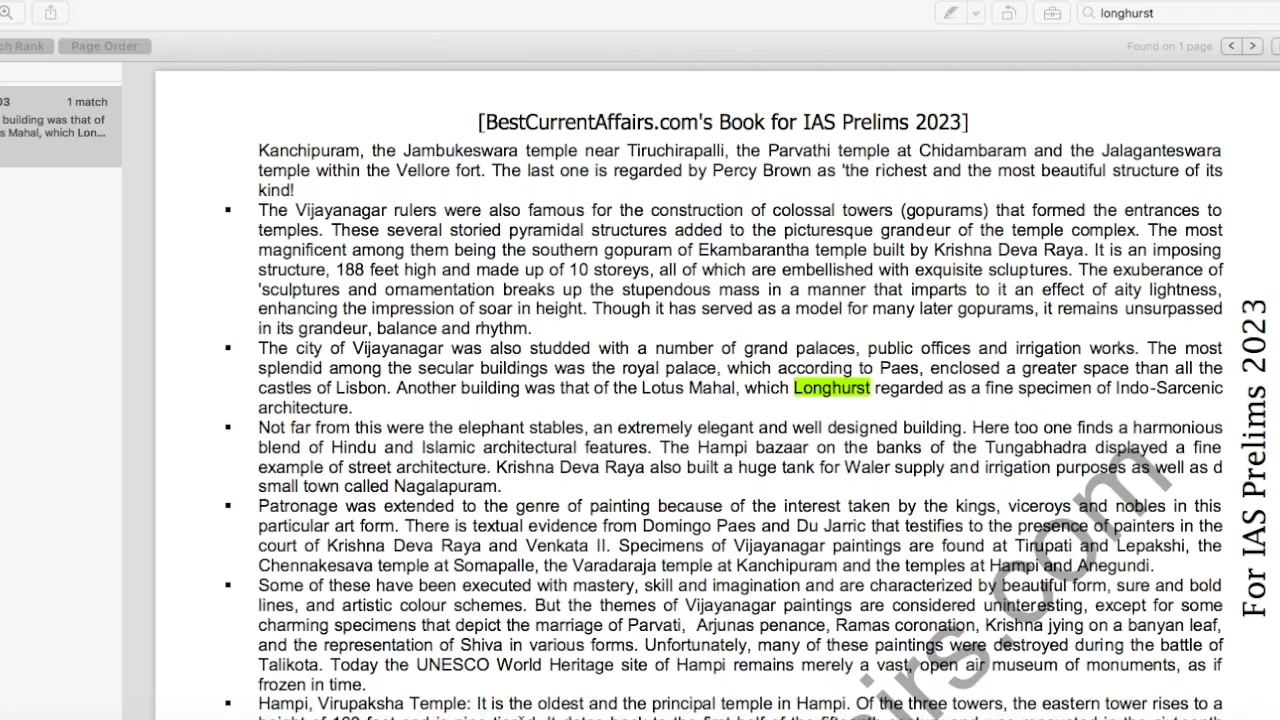 longhurst
ch Rank Page Order
Found on 1 page
03 1 match
building was that of
s Mahal, which Lon...
[BestCurrentAffairs.com's Book for IAS Prelims 2023]
Kanchipuram, the Jambukeswara temple near Tiruchirapalli, the Parvathi temple at Chidambaram and the Jalaganteswara
temple within the Vellore fort. The last one is regarded by Percy Brown as 'the richest and the most beautiful structure of its
kind!
▪ The Vijayanagar rulers were also famous for the construction of colossal towers (gopurams) that formed the entrances to
temples. These several storied pyramidal structures added to the picturesque grandeur of the temple complex. The most
magnificent among them being the southern gopuram of Ekambarantha temple built by Krishna Deva Raya. It is an imposing
structure, 188 feet high and made up of 10 storeys, all of which are embellished with exquisite scluptures. The exuberance of
'sculptures and ornamentation breaks up the stupendous mass in a manner that imparts to it an effect of aity lightness,
enhancing the impression of soar in height. Though it has served as a model for many later gopurams, it remains unsurpassed
in its grandeur, balance and rhythm.
▪ The city of Vijayanagar was also studded with a number of grand palaces, public offices and irrigation works. The most
splendid among the secular buildings was the royal palace, which according to Paes, enclosed a greater space than all the
castles of Lisbon. Another building was that of the Lotus Mahal, which Longhurst regarded as a fine specimen of Indo-Sarcenic
architecture.
▪ Not far from this were the elephant stables, an extremely elegant and well designed building. Here too one finds a harmonious
blend of Hindu and Islamic architectural features. The Hampi bazaar on the banks of the Tungabhadra displayed a fine
example of street architecture. Krishna Deva Raya also built a huge tank for Waler supply and irrigation purposes as well as d
small town called Nagalapuram.
▪ Patronage was extended to the genre of painting because of the interest taken by the kings, viceroys and nobles in this
particular art form. There is textual evidence from Domingo Paes and Du Jarric that testifies to the presence of painters in the
court of Krishna Deva Raya and Venkata II. Specimens of Vijayanagar paintings are found at Tirupati and Lepakshi, the
Chennakesava temple at Somapalle, the Varadaraja temple at Kanchipuram and the temples at Hampi and Anegundi.
▪ Some of these have been executed with mastery, skill and imagination and are characterized by beautiful form, sure and bold
lines, and artistic colour schemes. But the themes of Vijayanagar paintings are considered uninteresting, except for some
charming specimens that depict the marriage of Parvati, Arjunas penance, Ramas coronation, Krishna jying on a banyan leaf,
and the representation of Shiva in various forms. Unfortunately, many of these paintings were destroyed during the battle of
Talikota. Today the UNESCO World Heritage site of Hampi remains merely a vast, open air museum of monuments, as if
frozen in time.
▪ Hampi, Virupaksha Temple: It is the oldest and the principal temple in Hampi. Of the three towers, the eastern tower rises to a
For IAS Prelims 2023
irs.com